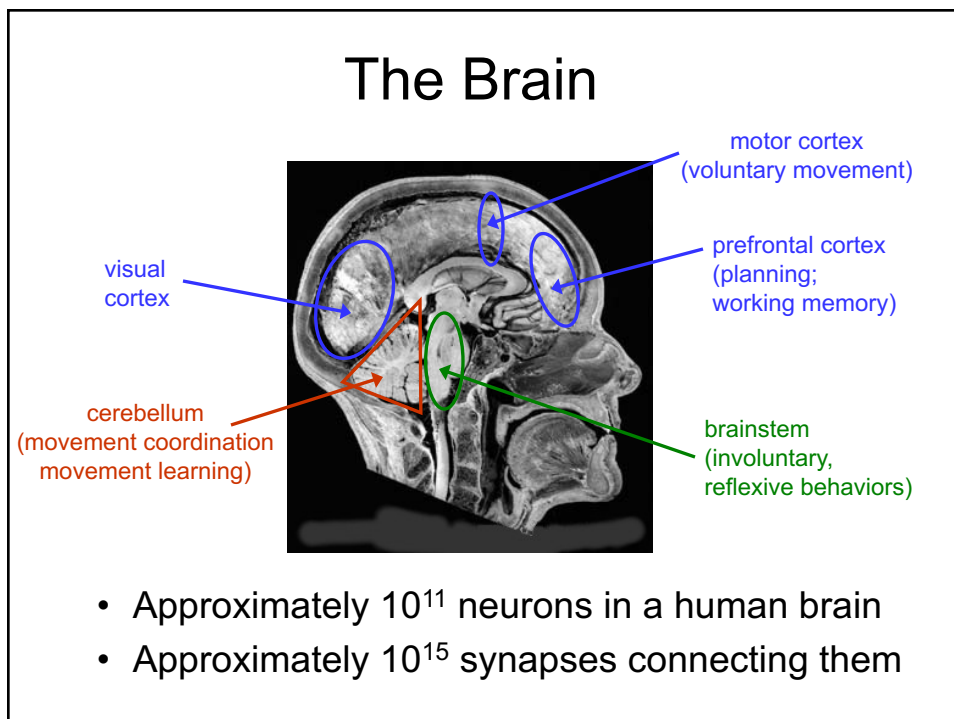 The Brain
motor cortex
(voluntary movement)
prefrontal cortex
(planning;
working memory)
visual
cortex
cerebellum
(movement coordination
movement learning)
brainstem
(involuntary,
reflexive behaviors)
• Approximately 10¹¹ neurons in a human brain
• Approximately 10¹⁵ synapses connecting them